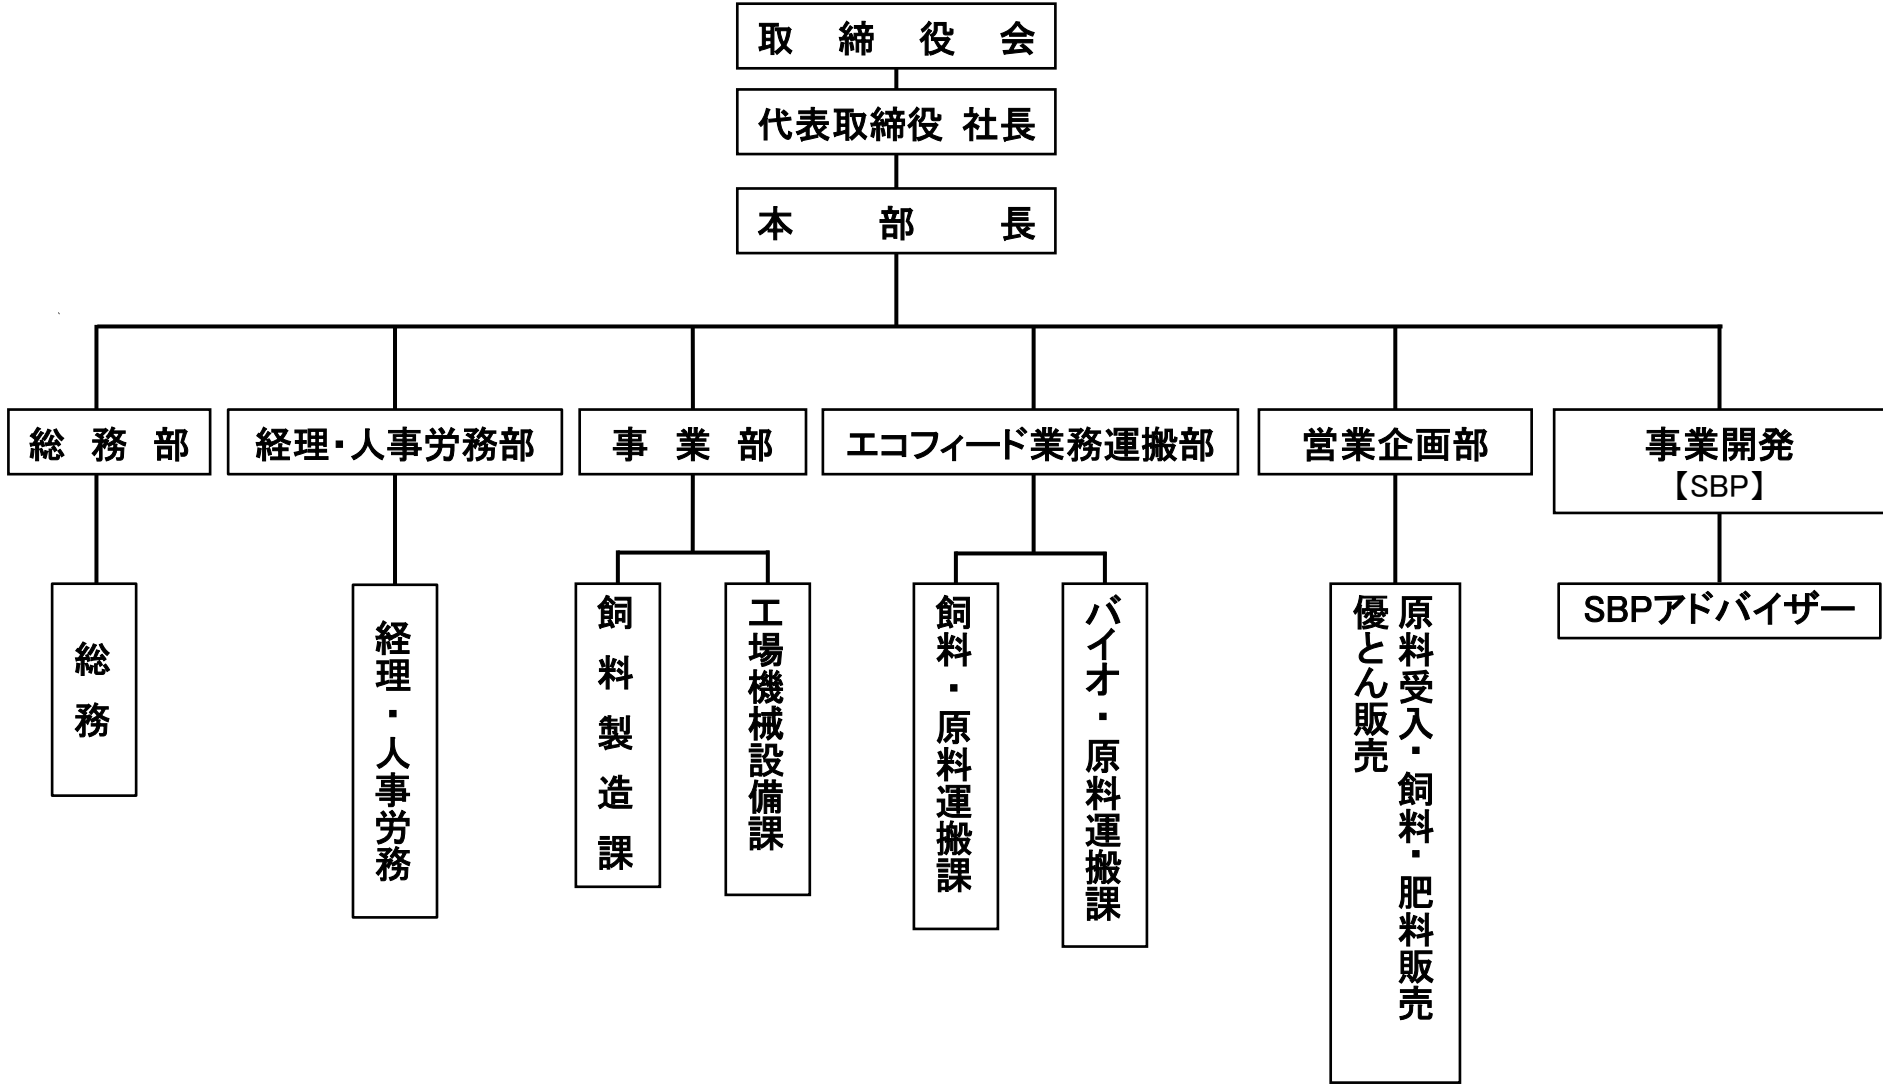 取締役会
代表取締役 社長
本部長
総務部
経理・人事労務部
事業部
エコフィード業務運搬部
営業企画部
事業開発
【SBP】
総務
経理・人事労務
飼料製造課
工場機械設備課
飼料・原料運搬課
バイオ・原料運搬課
原料受入・飼料・肥料販売
優とん販売
SBPアドバイザー